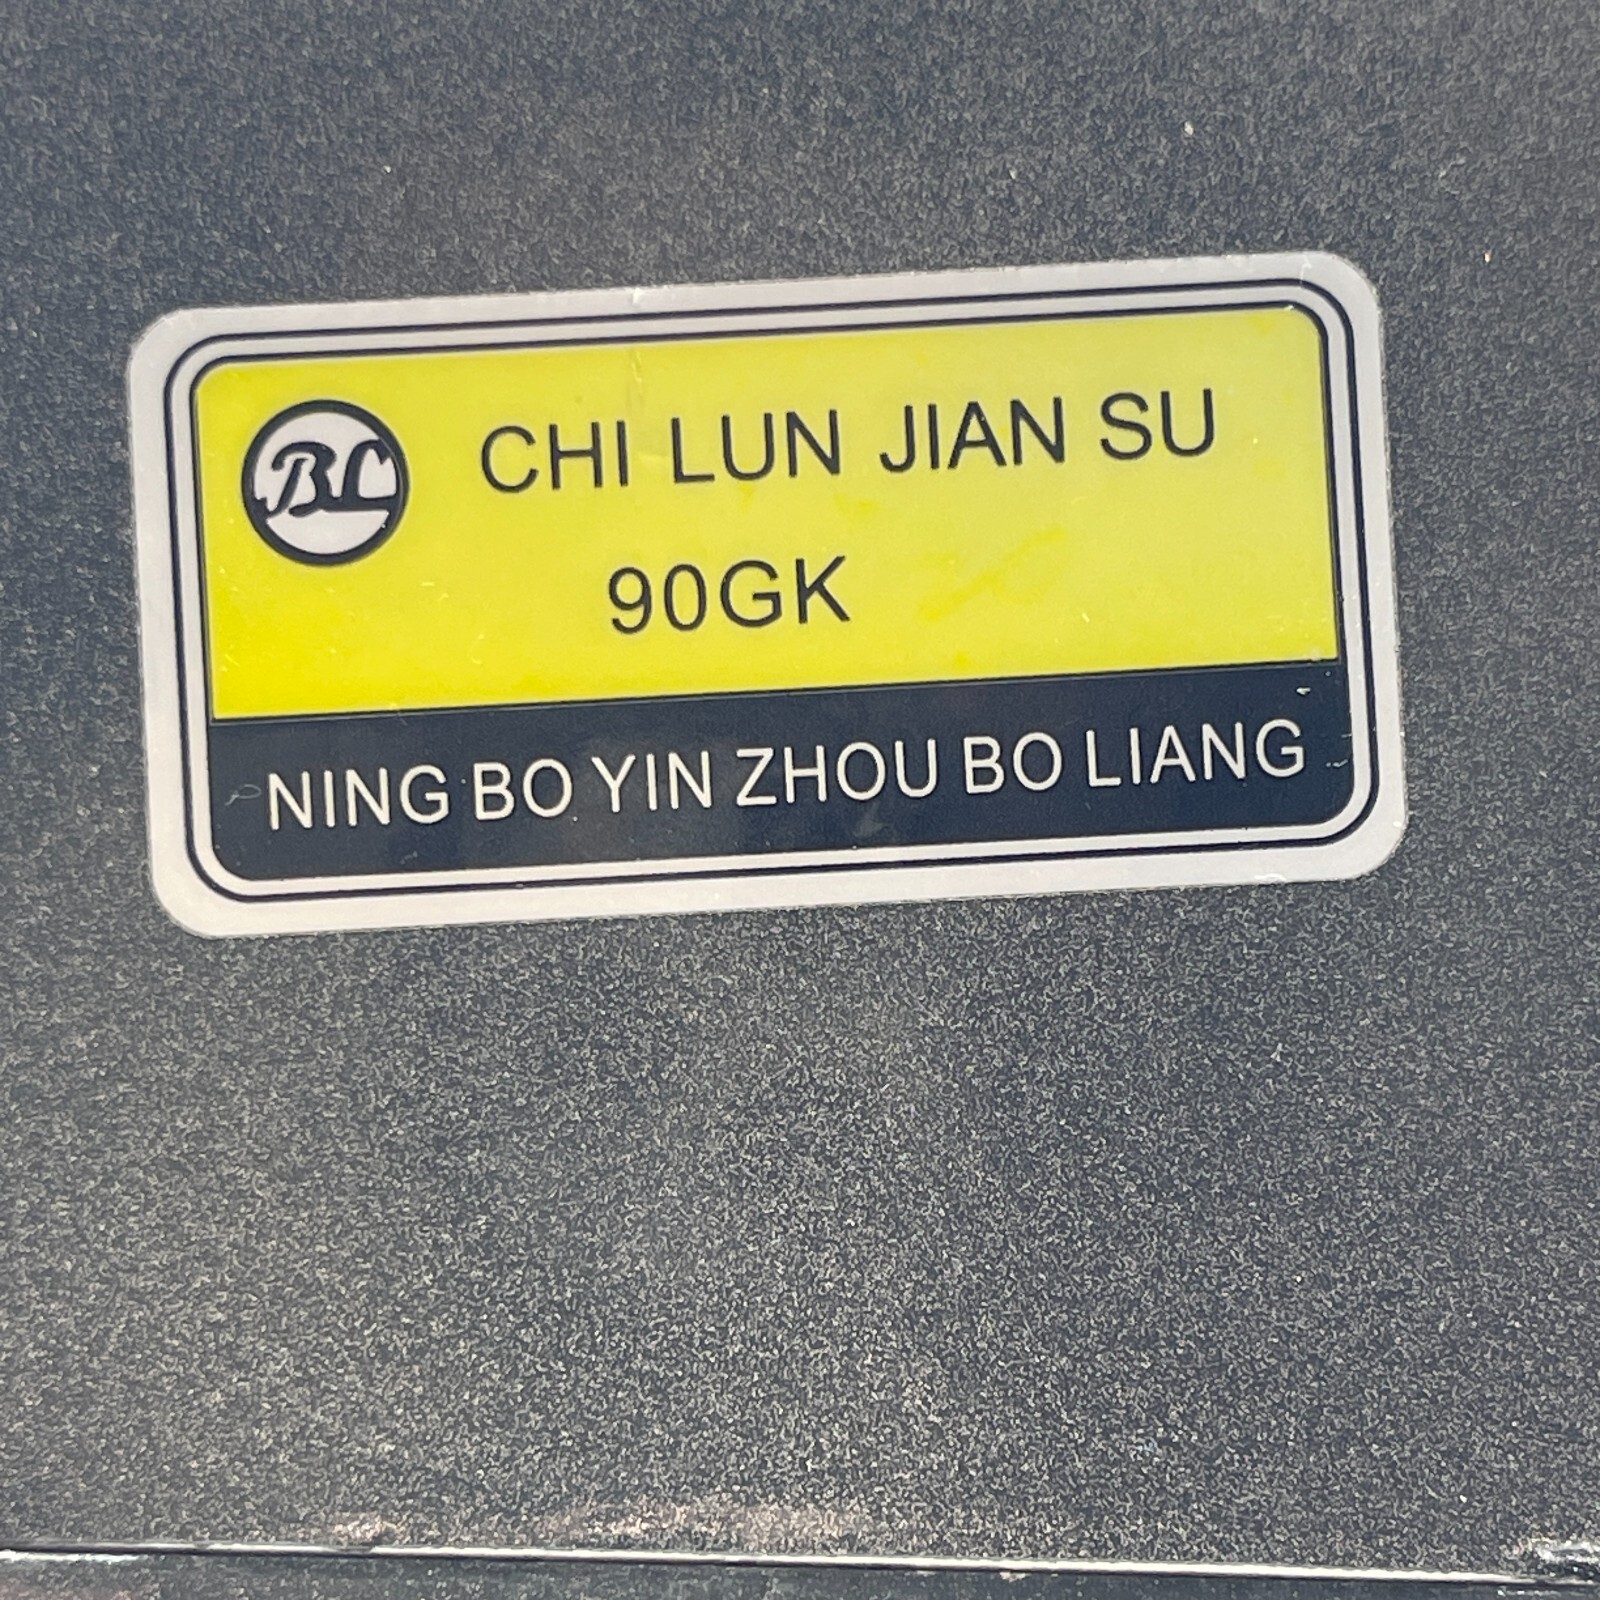 BL CHI LUN JIAN SU
90GK
NING BO YIN ZHOU BO LIANG